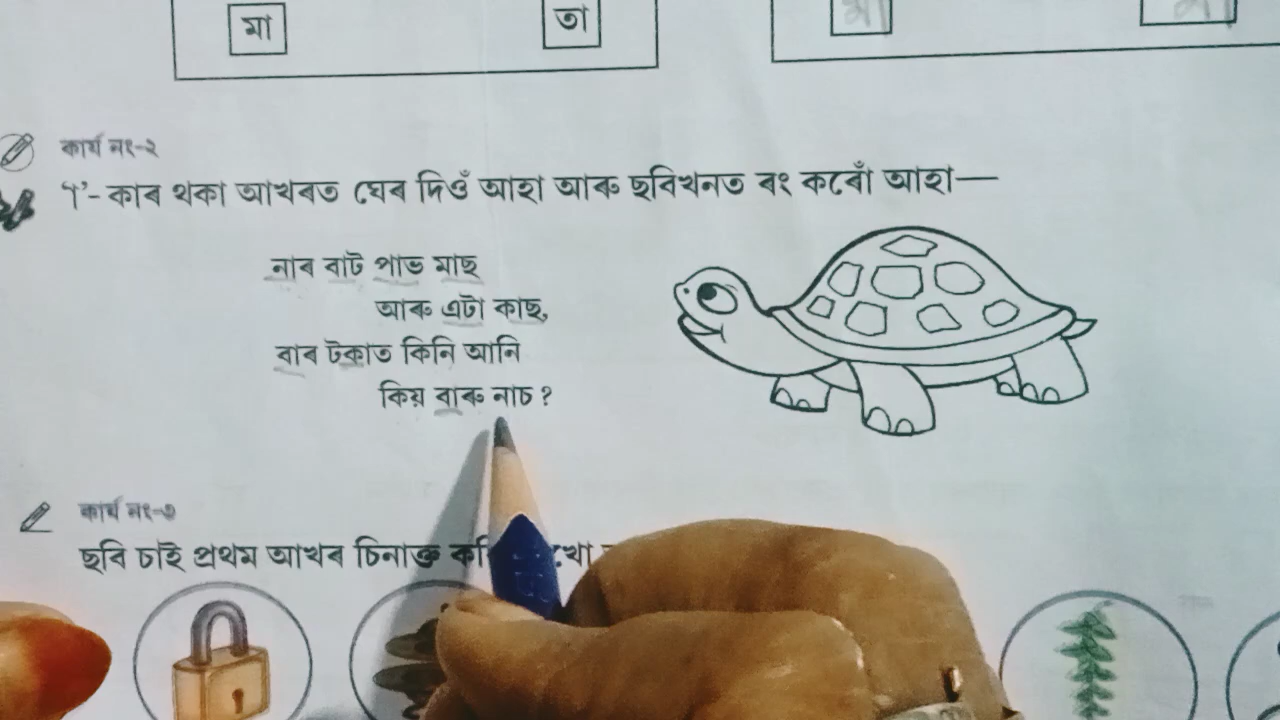 মা তা
কাৰ্য নং-২
া’- কাৰ থকা আখৰত ঘেৰ দিওঁ আহা আৰু ছবিখনত ৰং কৰোঁ আহা—
নাৰ বাট পাভ মাছ
আৰু এটা কাছ,
বাৰ টকাত কিনি আনি
কিয় বাৰু নাচ ?
কাৰ্য নং-৩
ছবি চাই প্ৰথম আখৰ চিনাক্ত